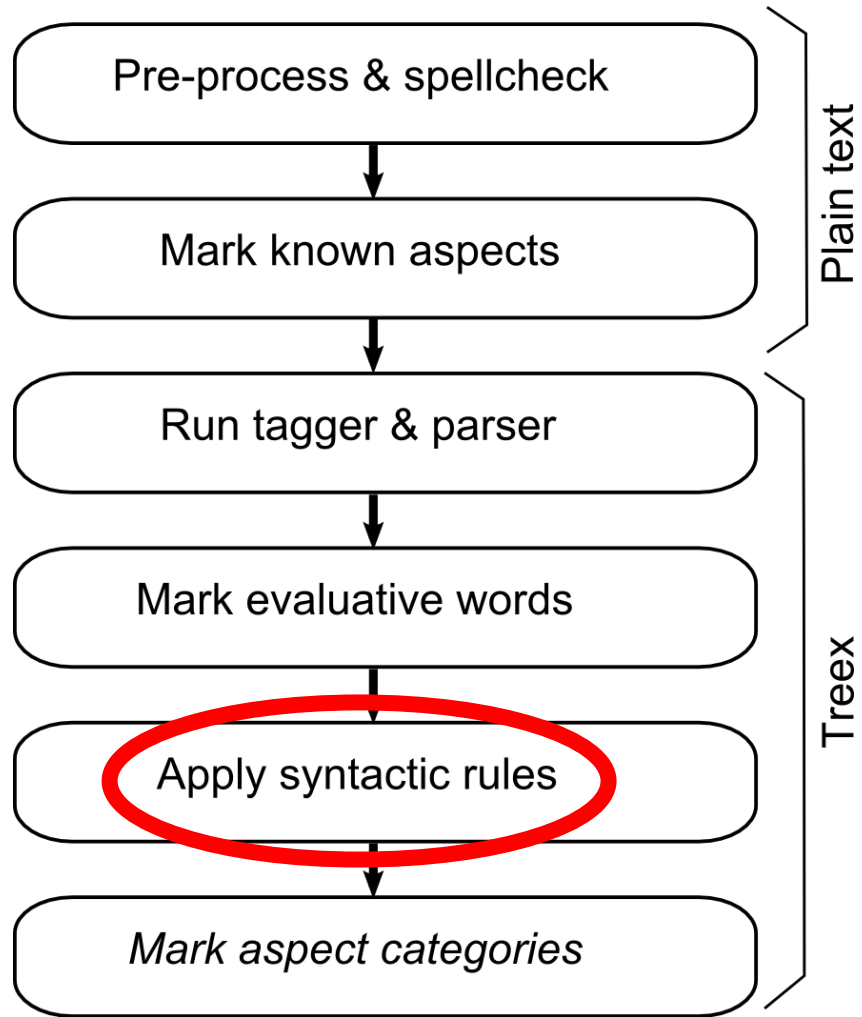 Pre-process & spellcheck
Mark known aspects
Plain text
Run tagger & parser
Mark evaluative words
Apply syntactic rules
Mark aspect categories
Treex